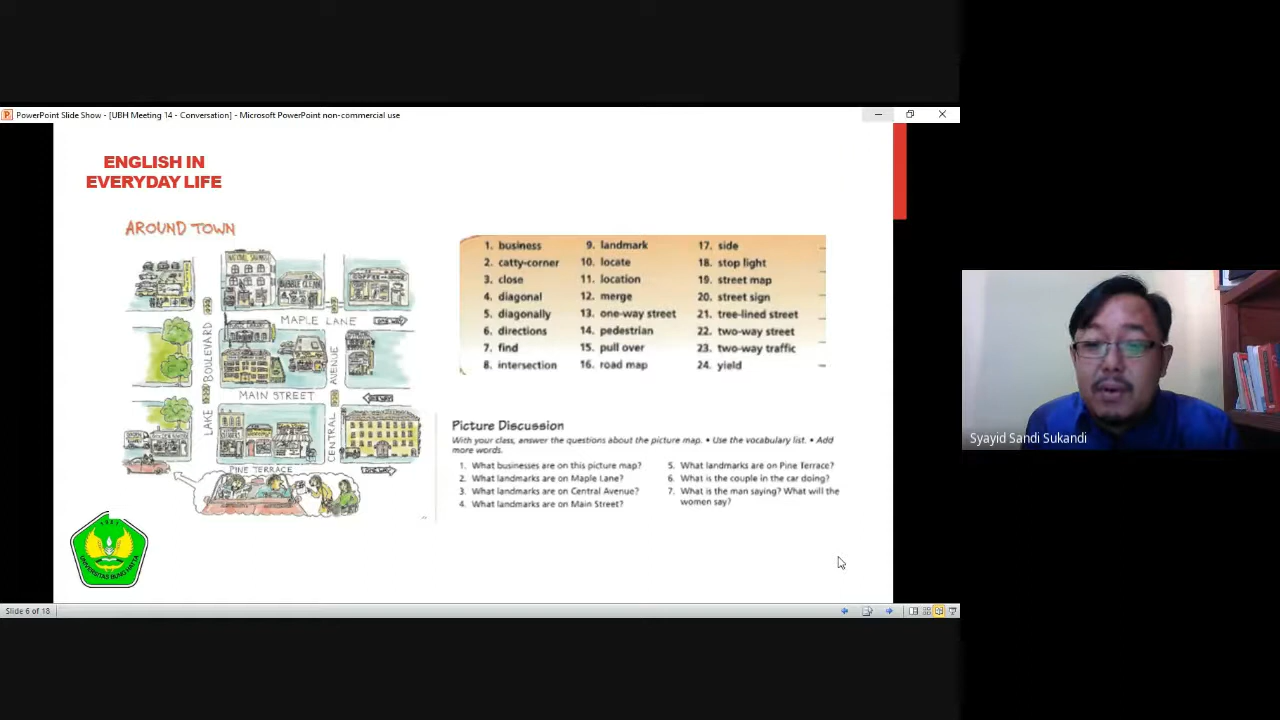 PowerPoint Slide Show - [UBH Meeting 14 - Conversation] - Microsoft PowerPoint non-commercial use
ENGLISH IN
EVERYDAY LIFE
AROUND TOWN
MAPLE LANE
LAKE BOULEVARD
CENTRAL AVENUE
MAIN STREET
PINE TERRACE
1. business
2. catty-corner
3. close
4. diagonal
5. diagonally
6. directions
7. find
8. intersection
9. landmark
10. locate
11. location
12. merge
13. one-way street
14. pedestrian
15. pull over
16. road map
17. side
18. stop light
19. street map
20. street sign
21. tree-lined street
22. two-way street
23. two-way traffic
24. yield
Picture Discussion
With your class, answer the questions about the picture map. • Use the vocabulary list. • Add
more words.
1. What businesses are on this picture map?
2. What landmarks are on Maple Lane?
3. What landmarks are on Central Avenue?
4. What landmarks are on Main Street?
5. What landmarks are on Pine Terrace?
6. What is the couple in the car doing?
7. What is the man saying? What will the
women say?
UNIVERSITAS BUNG HATTA
Syayid Sandi Sukandi
Slide 6 of 18